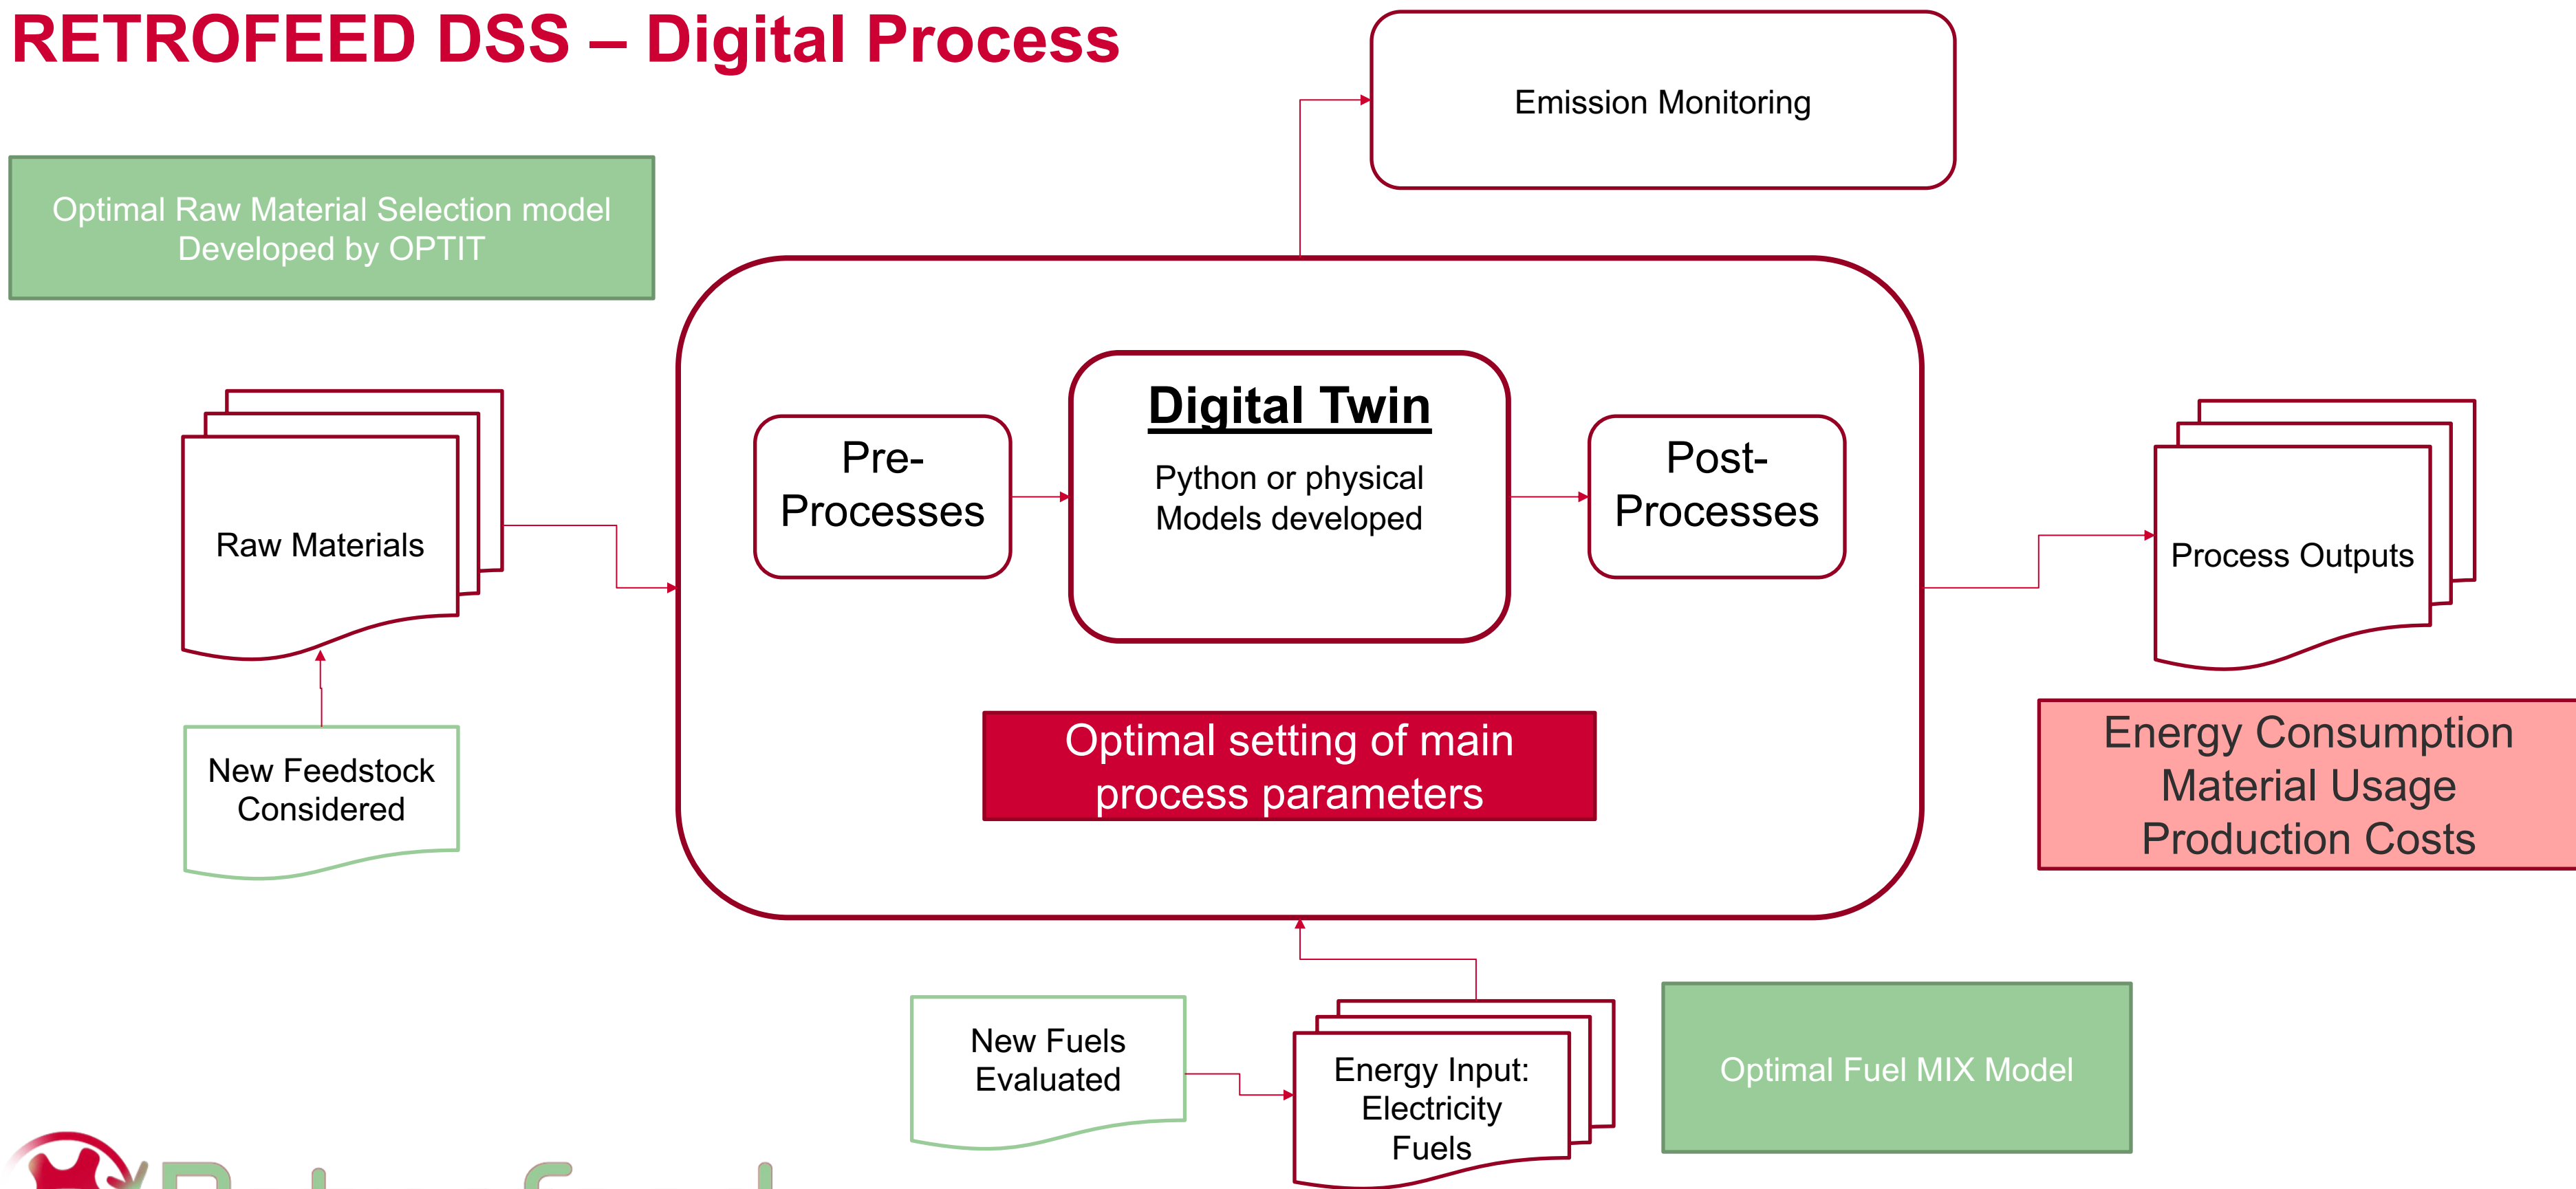 RETROFEED DSS – Digital Process
Emission Monitoring
Optimal Raw Material Selection model
Developed by OPTIT
Digital Twin
Python or physical
Models developed
Pre-
Processes
Post-
Processes
Raw Materials
Process Outputs
Optimal setting of main
process parameters
Energy Consumption
Material Usage
Production Costs
New Feedstock
Considered
New Fuels
Evaluated
Energy Input:
Electricity
Fuels
Optimal Fuel MIX Model